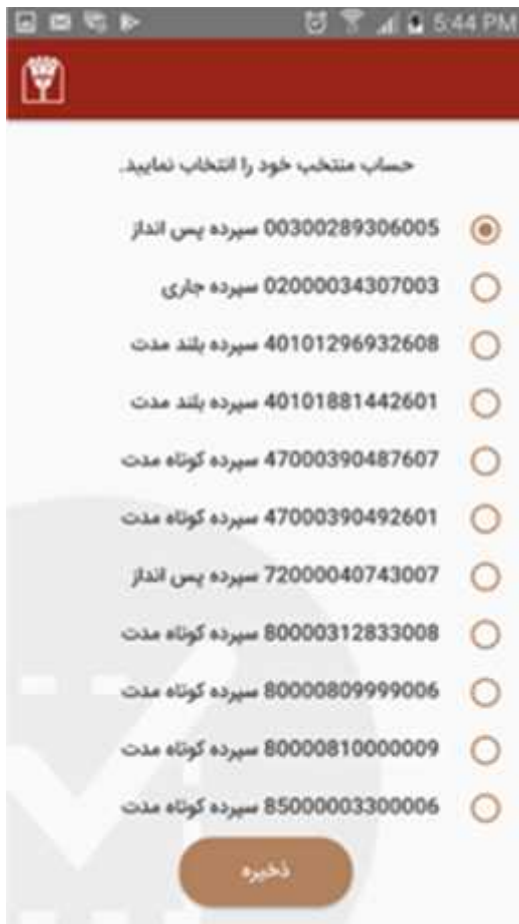 5:44 PM
حساب منتخب خود را انتخاب نمایید.
00300289306005 سپرده پس انداز
02000034307003 سپرده جاری
40101296932608 سپرده بلند مدت
40101881442601 سپرده بلند مدت
47000390487607 سپرده کوتاه مدت
47000390492601 سپرده کوتاه مدت
72000040743007 سپرده پس انداز
80000312833008 سپرده کوتاه مدت
80000809999006 سپرده کوتاه مدت
80000810000009 سپرده کوتاه مدت
85000003300006 سپرده کوتاه مدت
ذخیره